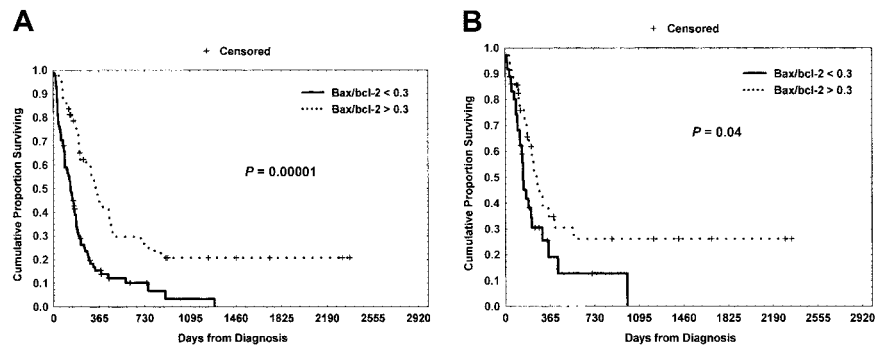 A
+ Censored
Cumulative Proportion Surviving
1.0
0.9
0.8
0.7
0.6
0.5
0.4
0.3
0.2
0.1
0.0
Bax/bcl-2 < 0.3
Bax/bcl-2 > 0.3
P = 0.00001
0 365 730 1095 1460 1825 2190 2555 2920
Days from Diagnosis
B
+ Censored
Cumulative Proportion Surviving
1.0
0.9
0.8
0.7
0.6
0.5
0.4
0.3
0.2
0.1
0.0
Bax/bcl-2 < 0.3
Bax/bcl-2 > 0.3
P = 0.04
0 365 730 1095 1460 1825 2190 2555 2920
Days from Diagnosis